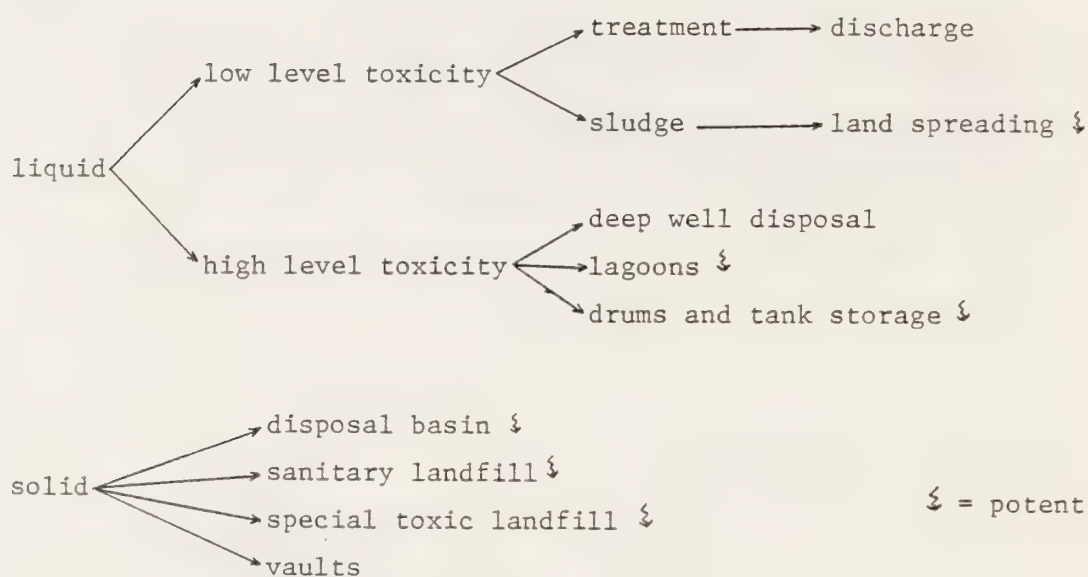 treatment → discharge
low level toxicity
sludge → land spreading ⸾
liquid
deep well disposal
high level toxicity
lagoons ⸾
drums and tank storage ⸾
disposal basin ⸾
sanitary landfill ⸾
solid
special toxic landfill ⸾
⸾ = potent
vaults